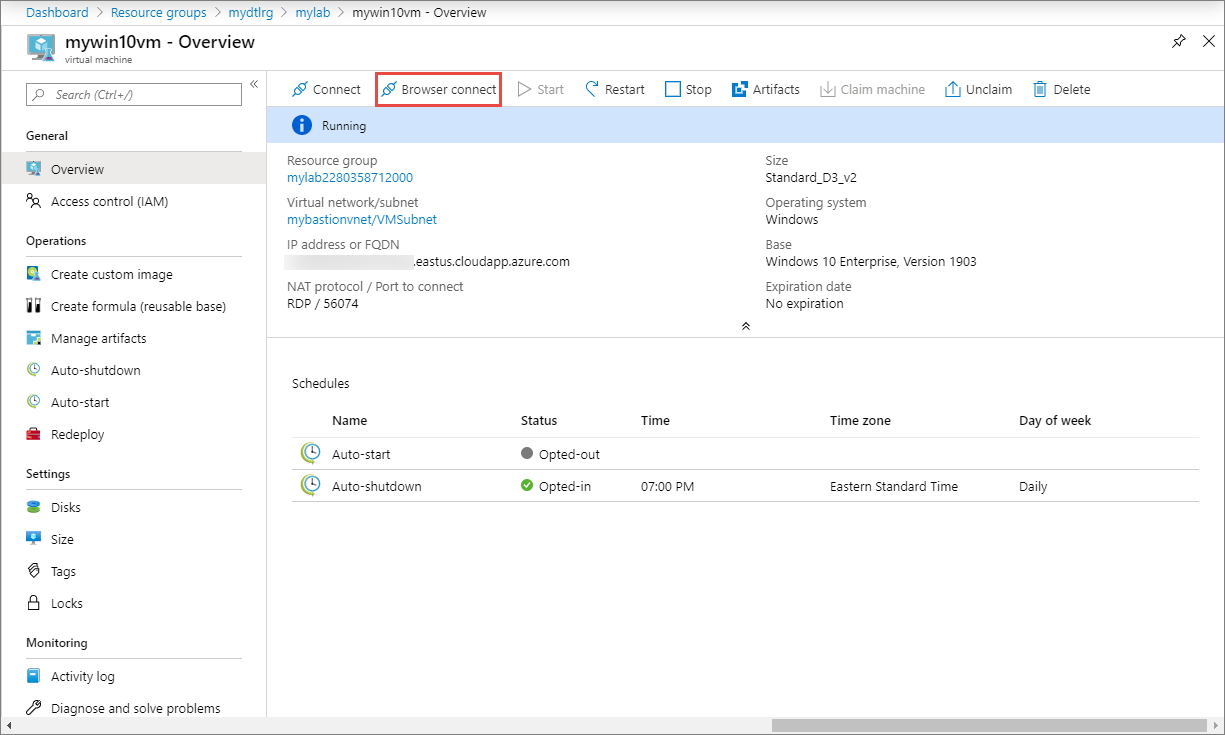 Dashboard > Resource groups > mydtlrg > mylab > mywin10vm - Overview
mywin10vm - Overview
virtual machine
Search (Ctrl+/)
«
General
Overview
Access control (IAM)
Operations
Create custom image
Create formula (reusable base)
Manage artifacts
Auto-shutdown
Auto-start
Redeploy
Settings
Disks
Size
Tags
Locks
Monitoring
Activity log
Diagnose and solve problems
Connect Browser connect Start Restart Stop Artifacts Claim machine Unclaim Delete
Running
Resource group
mylab2280358712000
Virtual network/subnet
mybastionvnet/VMSubnet
IP address or FQDN
.eastus.cloudapp.azure.com
NAT protocol / Port to connect
RDP / 56074
Size
Standard_D3_v2
Operating system
Windows
Base
Windows 10 Enterprise, Version 1903
Expiration date
No expiration
Schedules
Name Status Time Time zone Day of week
Auto-start Opted-out
Auto-shutdown Opted-in 07:00 PM Eastern Standard Time Daily